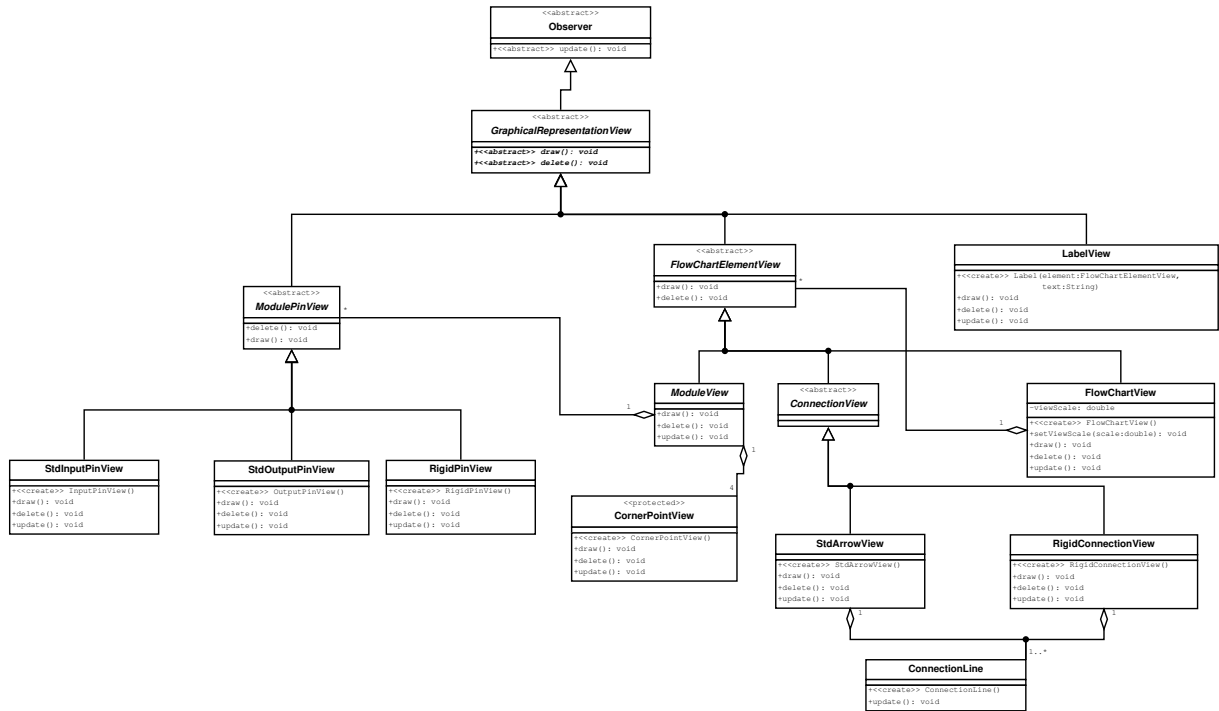 <<abstract>>
Observer
+<<abstract>> update(): void
<<abstract>>
GraphicalRepresentationView
+<<abstract>> draw(): void
+<<abstract>> delete(): void
<<abstract>>
ModulePinView
+delete(): void
+draw(): void
*
<<abstract>>
FlowChartElementView
+draw(): void
+delete(): void
*
LabelView
+<<create>> Label(element:FlowChartElementView,
text:String)
+draw(): void
+delete(): void
+update(): void
1
ModuleView
+draw(): void
+delete(): void
+update(): void
1
<<abstract>>
ConnectionView
1
FlowChartView
-viewScale: double
+<<create>> FlowChartView()
+setViewScale(scale:double): void
+draw(): void
+delete(): void
+update(): void
StdInputPinView
+<<create>> InputPinView()
+draw(): void
+delete(): void
+update(): void
StdOutputPinView
+<<create>> OutputPinView()
+draw(): void
+delete(): void
+update(): void
RigidPinView
+<<create>> RigidPinView()
+draw(): void
+delete(): void
+update(): void
4
<<protected>>
CornerPointView
+<<create>> CornerPointView()
+draw(): void
+delete(): void
+update(): void
StdArrowView
+<<create>> StdArrowView()
+draw(): void
+delete(): void
+update(): void
1
RigidConnectionView
+<<create>> RigidConnectionView()
+draw(): void
+delete(): void
+update(): void
1
1..*
ConnectionLine
+<<create>> ConnectionLine()
+update(): void